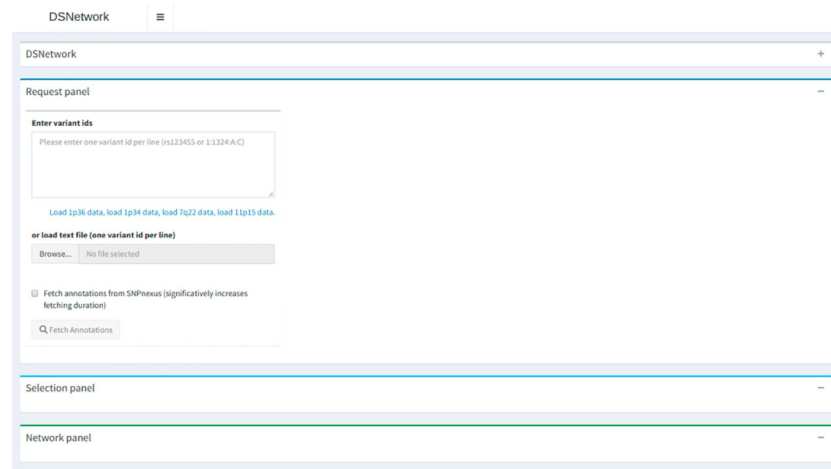 DSNetwork ≡
DSNetwork +
Request panel −
Enter variant ids
Please enter one variant id per line (rs123455 or 1:1324:A:C)
Load 1p36 data, load 1p34 data, load 7q22 data, load 11p15 data.
or load text file (one variant id per line)
Browse... No file selected
Fetch annotations from SNPnexus (significatively increases
fetching duration)
Fetch Annotations
Selection panel −
Network panel −